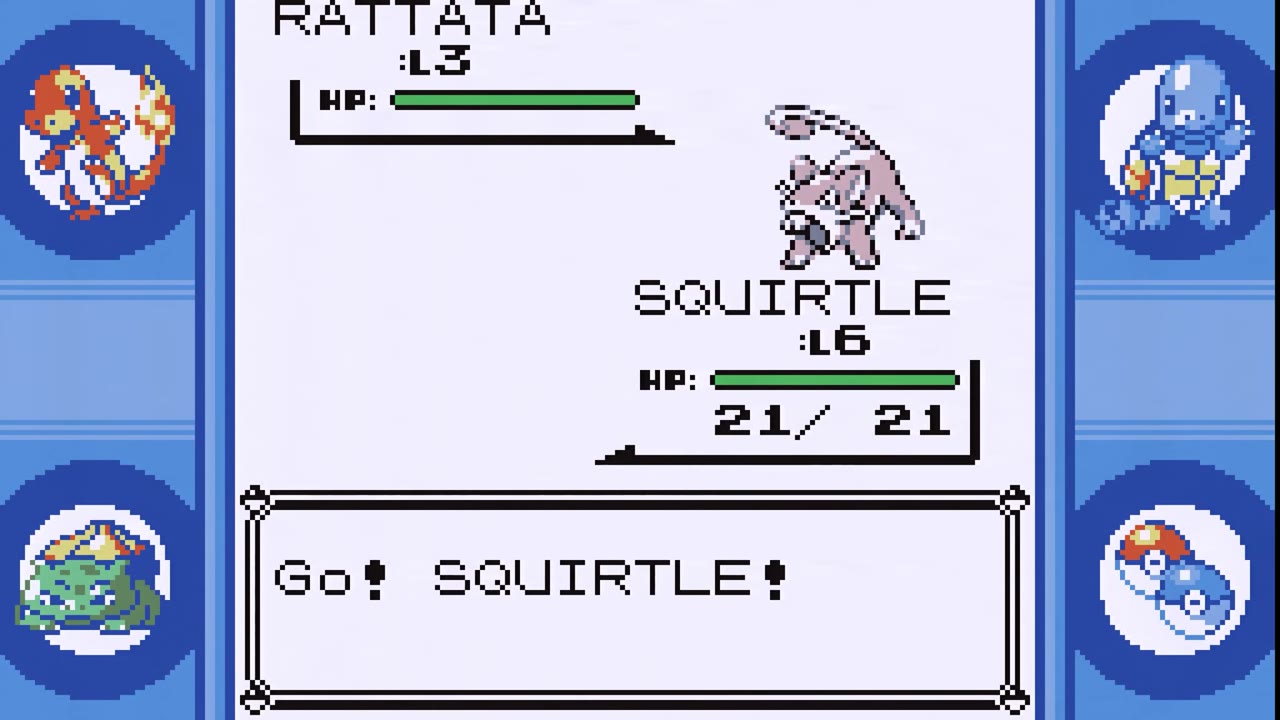 RATTATA
:L3
HP:
SQUIRTLE
:L6
HP:
21/ 21
Go! SQUIRTLE!